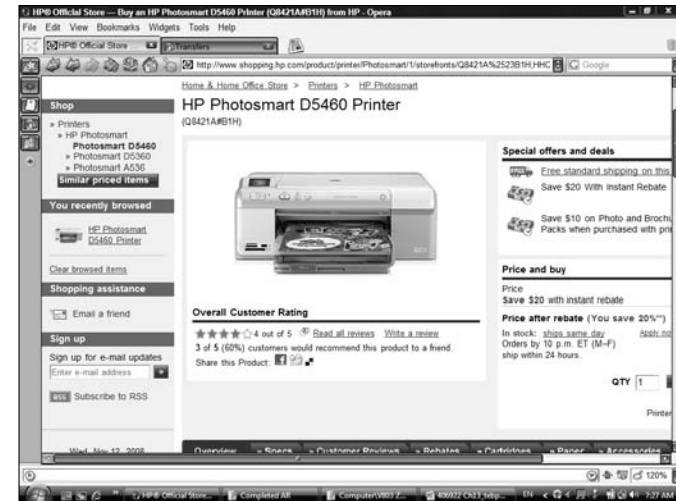 HP® Official Store — Buy an HP Photosmart D5460 Printer (Q8421A#B1H) from HP - Opera
File Edit View Bookmarks Widgets Tools Help
HP® Official Store ...
Transfers
http://www.shopping.hp.com/product/printer/Photosmart/1/storefronts/Q8421A%2523B1H;HHC
Google
Home & Home Office Store > Printers > HP Photosmart
HP Photosmart D5460 Printer
(Q8421A#B1H)
Shop
» Printers
» HP Photosmart
Photosmart D5460
» Photosmart D5360
» Photosmart A536
Similar priced items
You recently browsed
HP Photosmart
D5460 Printer
Clear browsed items
Shopping assistance
Email a friend
Sign up
Sign up for e-mail updates
Enter e-mail address
RSS Subscribe to RSS
Wed, Nov 12, 2008
Overall Customer Rating
4 out of 5 Read all reviews Write a review
3 of 5 (60%) customers would recommend this product to a friend.
Share this Product:
Special offers and deals
Free standard shipping on this
Save $20 With Instant Rebate
Save $10 on Photo and Brochu
Packs when purchased with prin
Price and buy
Price
Save $20 with instant rebate
Price after rebate (You save 20%**)
In stock: ships same day
Apply no
Orders by 10 p.m. ET (M–F)
ship within 24 hours.
QTY 1
Printer
Overview » Specs » Customer Reviews » Rebates » Cartridges » Paper » Accessories
120%
HP® Official Store...
Completed AR
Computer\V803 Z...
406922 Ch13_1
EN
7:27 AM